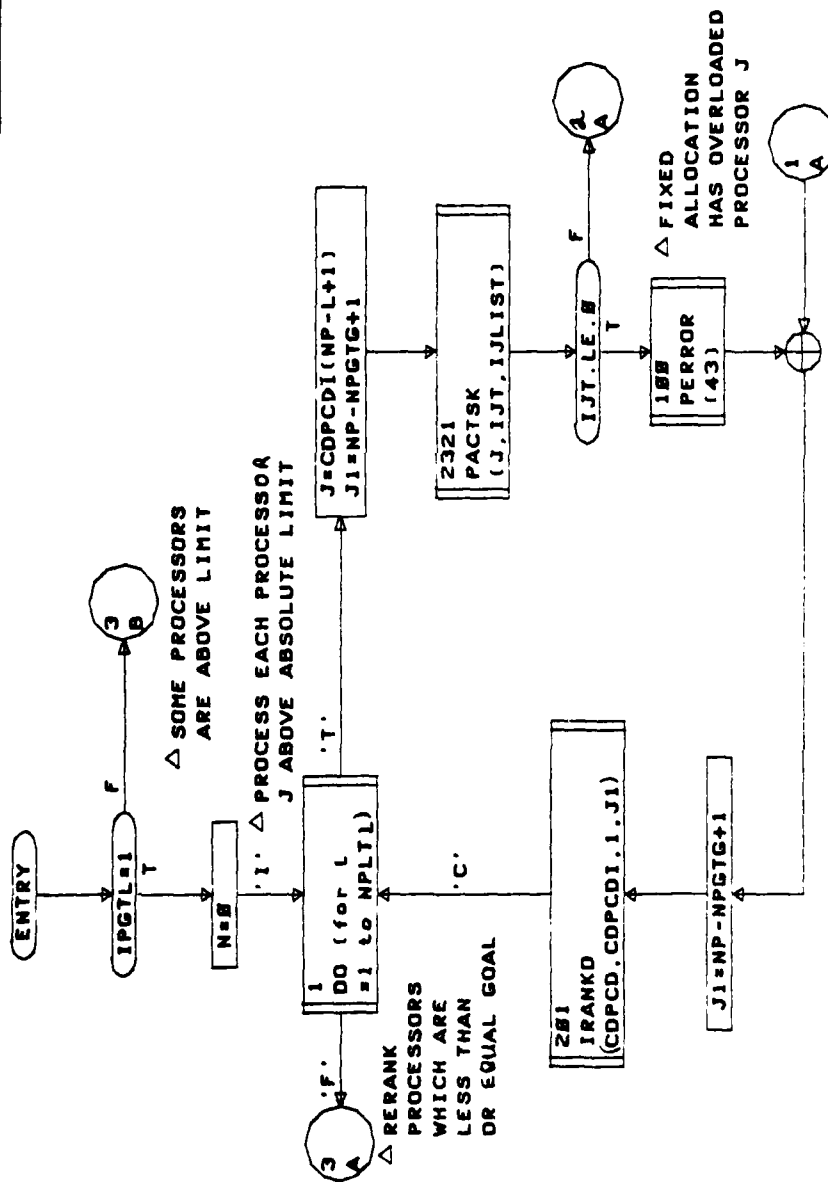 ENTRY
IPGTL=1
F
3
B
T
△ SOME PROCESSORS
ARE ABOVE LIMIT
N=0
'I'
△ PROCESS EACH PROCESSOR
J ABOVE ABSOLUTE LIMIT
1
DO (for L
=1 to NPLT1)
'T'
'F'
3
A
△ RERANK
PROCESSORS
WHICH ARE
LESS THAN
OR EQUAL GOAL
'C'
J=CDPCDI(NP-L+1)
J1=NP-NPGTG+1
2321
PACTSK
(J,IJT,IJLIST)
IJT.LE.0
F
2
A
T
100
PERROR
(43)
△ FIXED
ALLOCATION
HAS OVERLOADED
PROCESSOR J
1
A
201
IRANKD
(CDPCD,CDPCDI,1,J1)
J1=NP-NPGTG+1